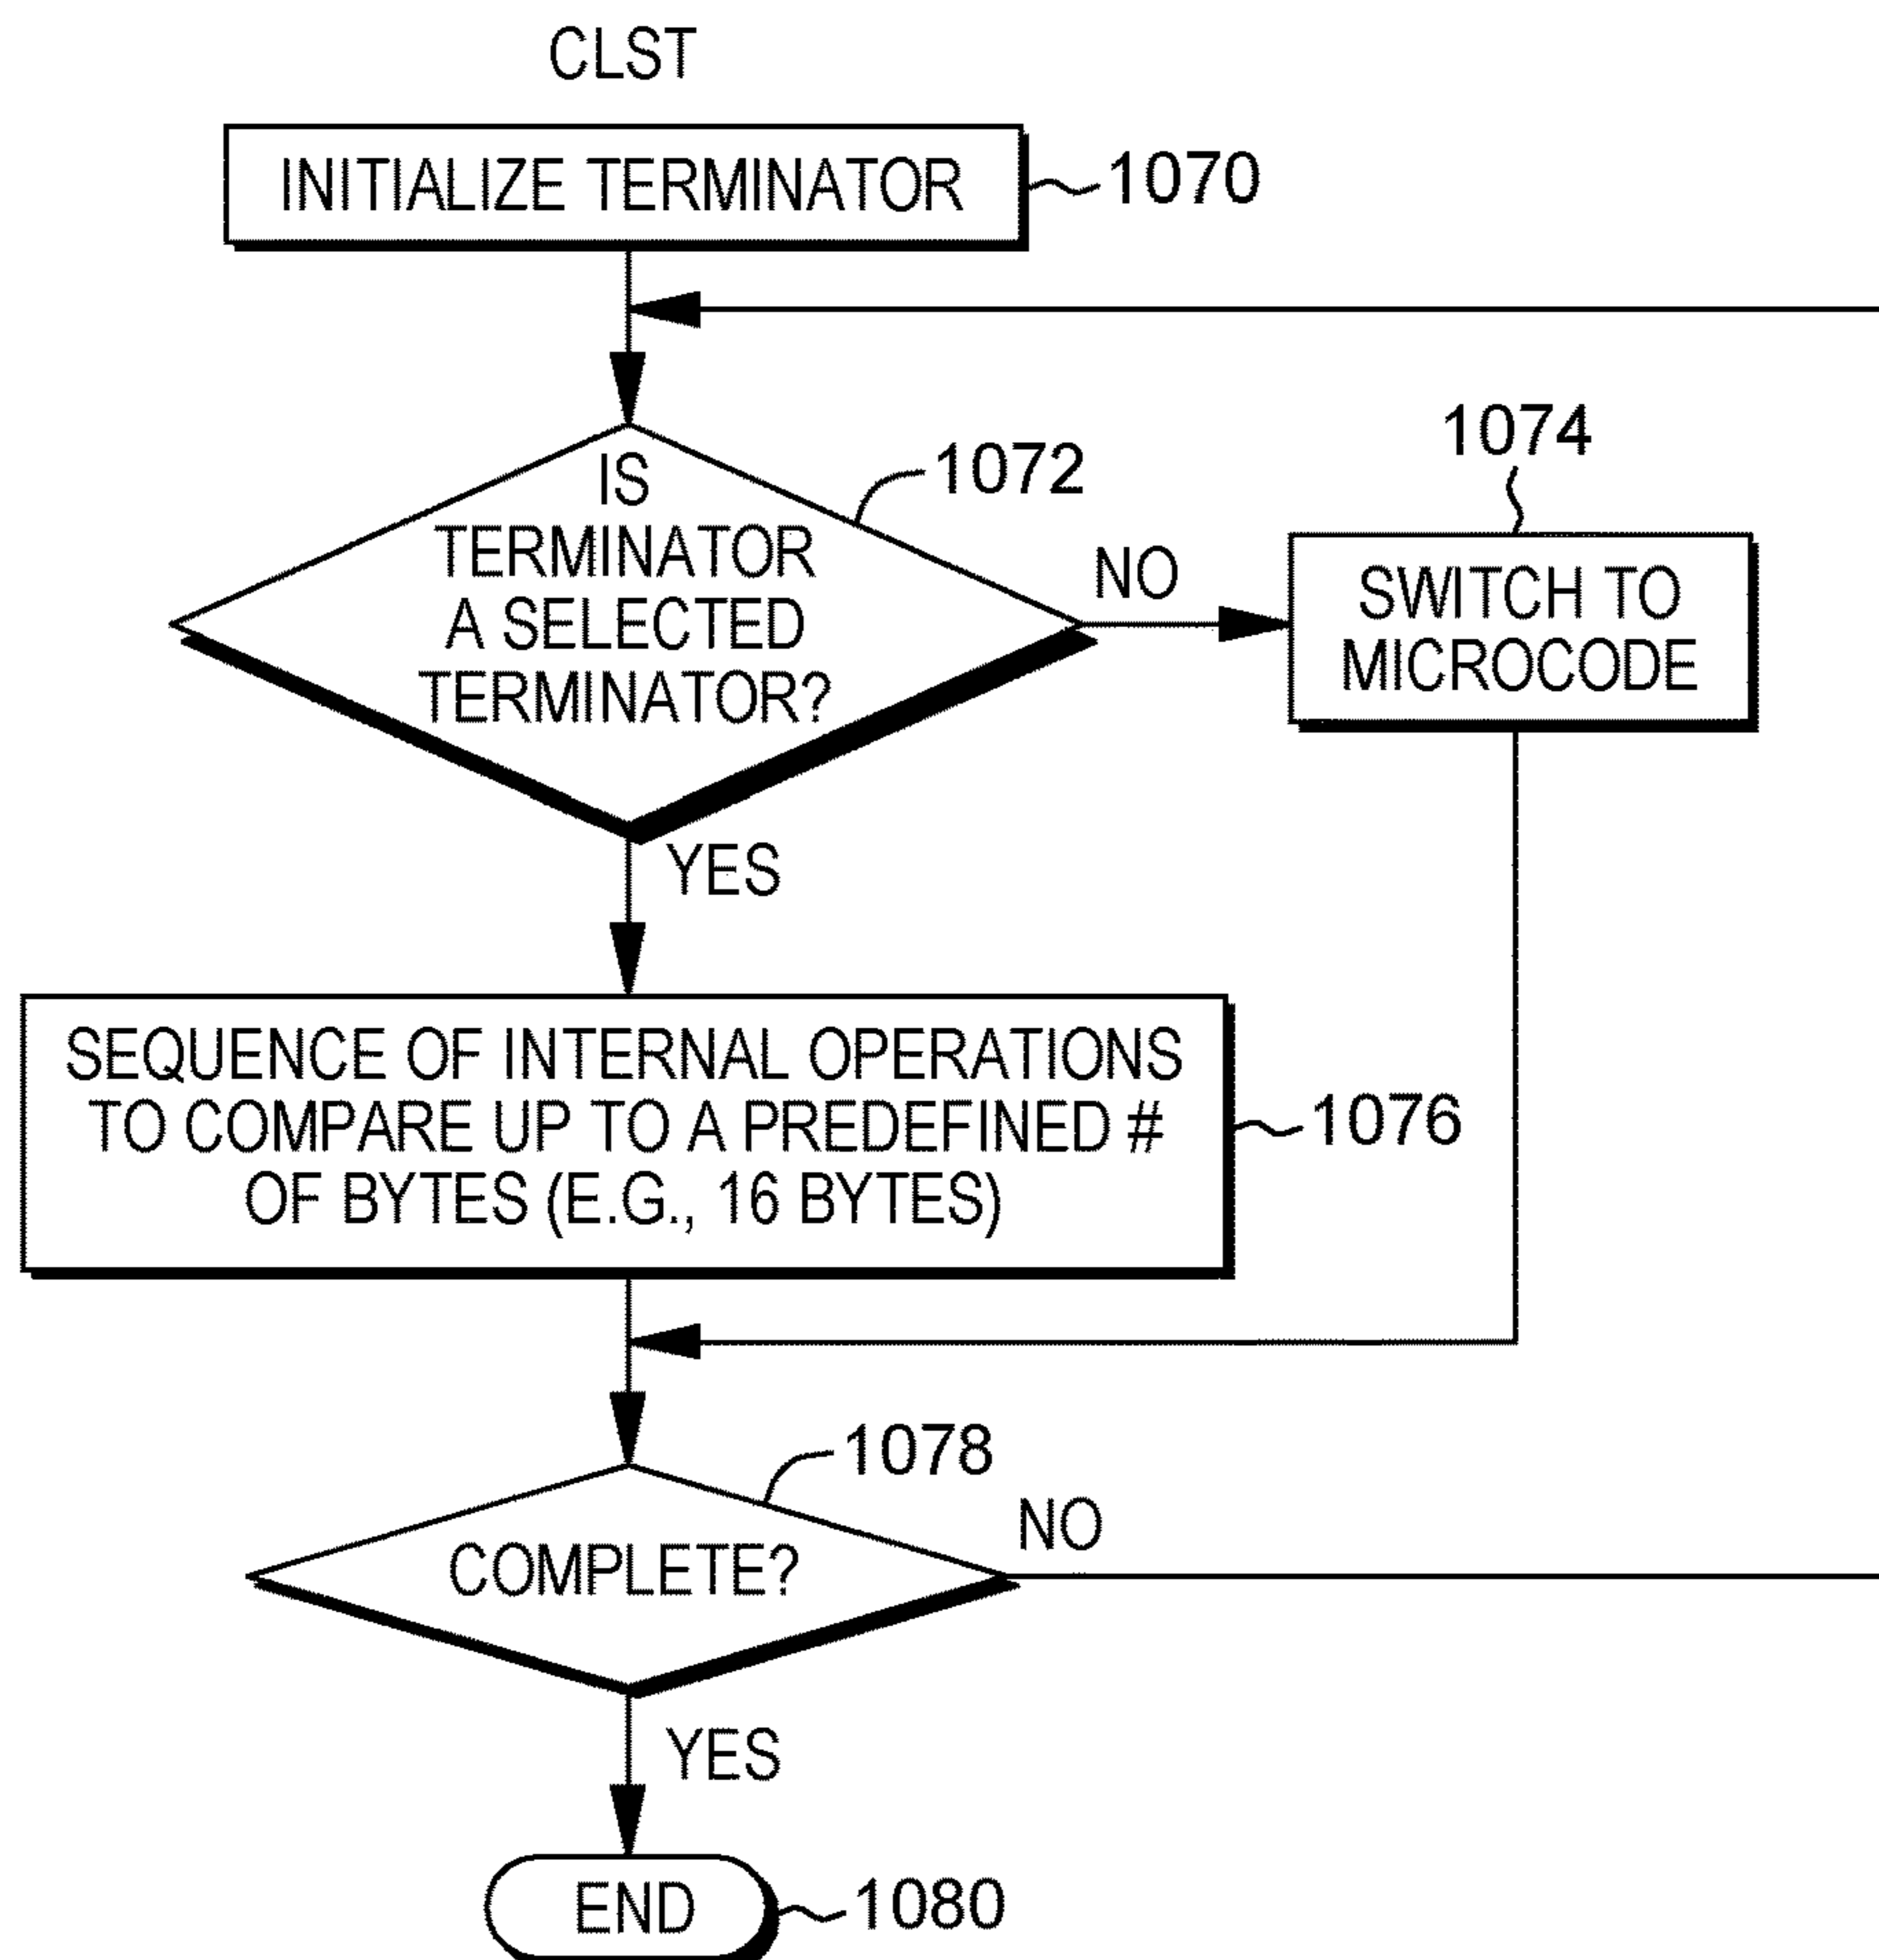 CLST
INITIALIZE TERMINATOR
1070
IS
TERMINATOR
A SELECTED
TERMINATOR?
1072
NO
1074
SWITCH TO
MICROCODE
YES
SEQUENCE OF INTERNAL OPERATIONS
TO COMPARE UP TO A PREDEFINED #
OF BYTES (E.G., 16 BYTES)
1076
1078
COMPLETE?
NO
YES
END
1080